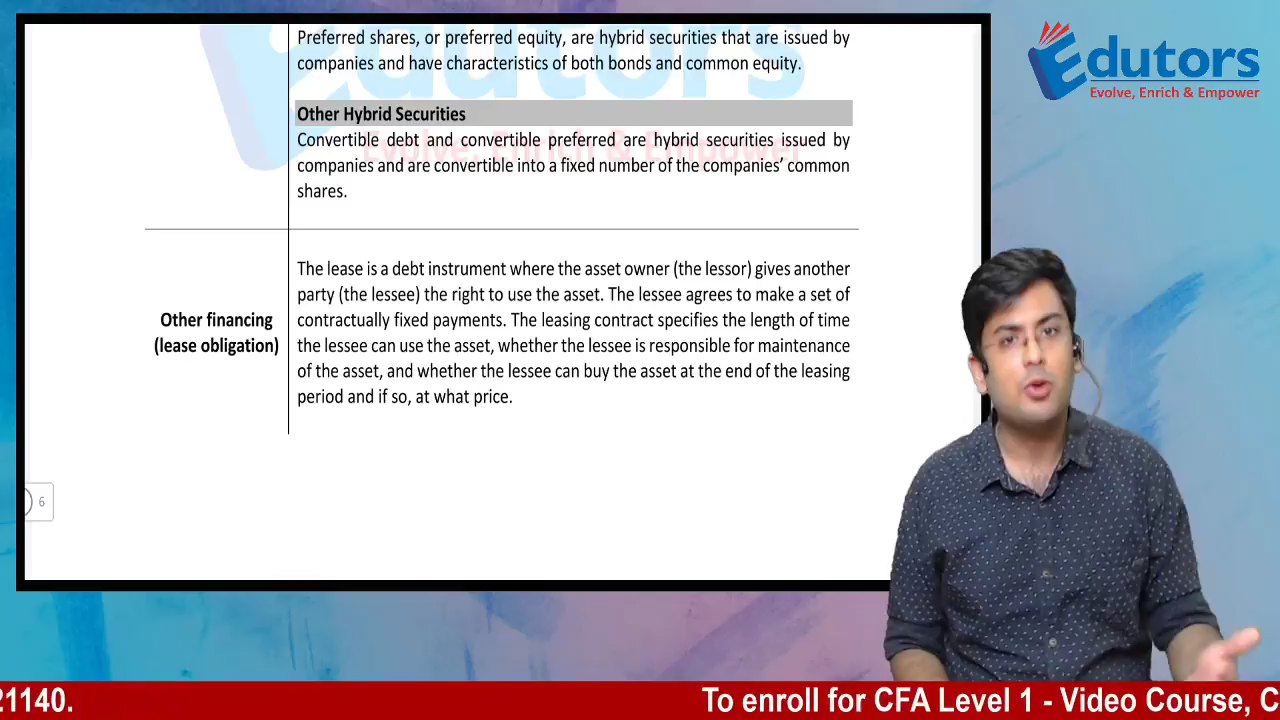 Preferred shares, or preferred equity, are hybrid securities that are issued by
companies and have characteristics of both bonds and common equity.
Other Hybrid Securities
Convertible debt and convertible preferred are hybrid securities issued by
companies and are convertible into a fixed number of the companies' common
shares.
Other financing
(lease obligation)
The lease is a debt instrument where the asset owner (the lessor) gives another
party (the lessee) the right to use the asset. The lessee agrees to make a set of
contractually fixed payments. The leasing contract specifies the length of time
the lessee can use the asset, whether the lessee is responsible for maintenance
of the asset, and whether the lessee can buy the asset at the end of the leasing
period and if so, at what price.
6
Edutors
Evolve, Enrich & Empower
Edutors
Evolve, Enrich & Empower
21140.
To enroll for CFA Level 1 - Video Course, C